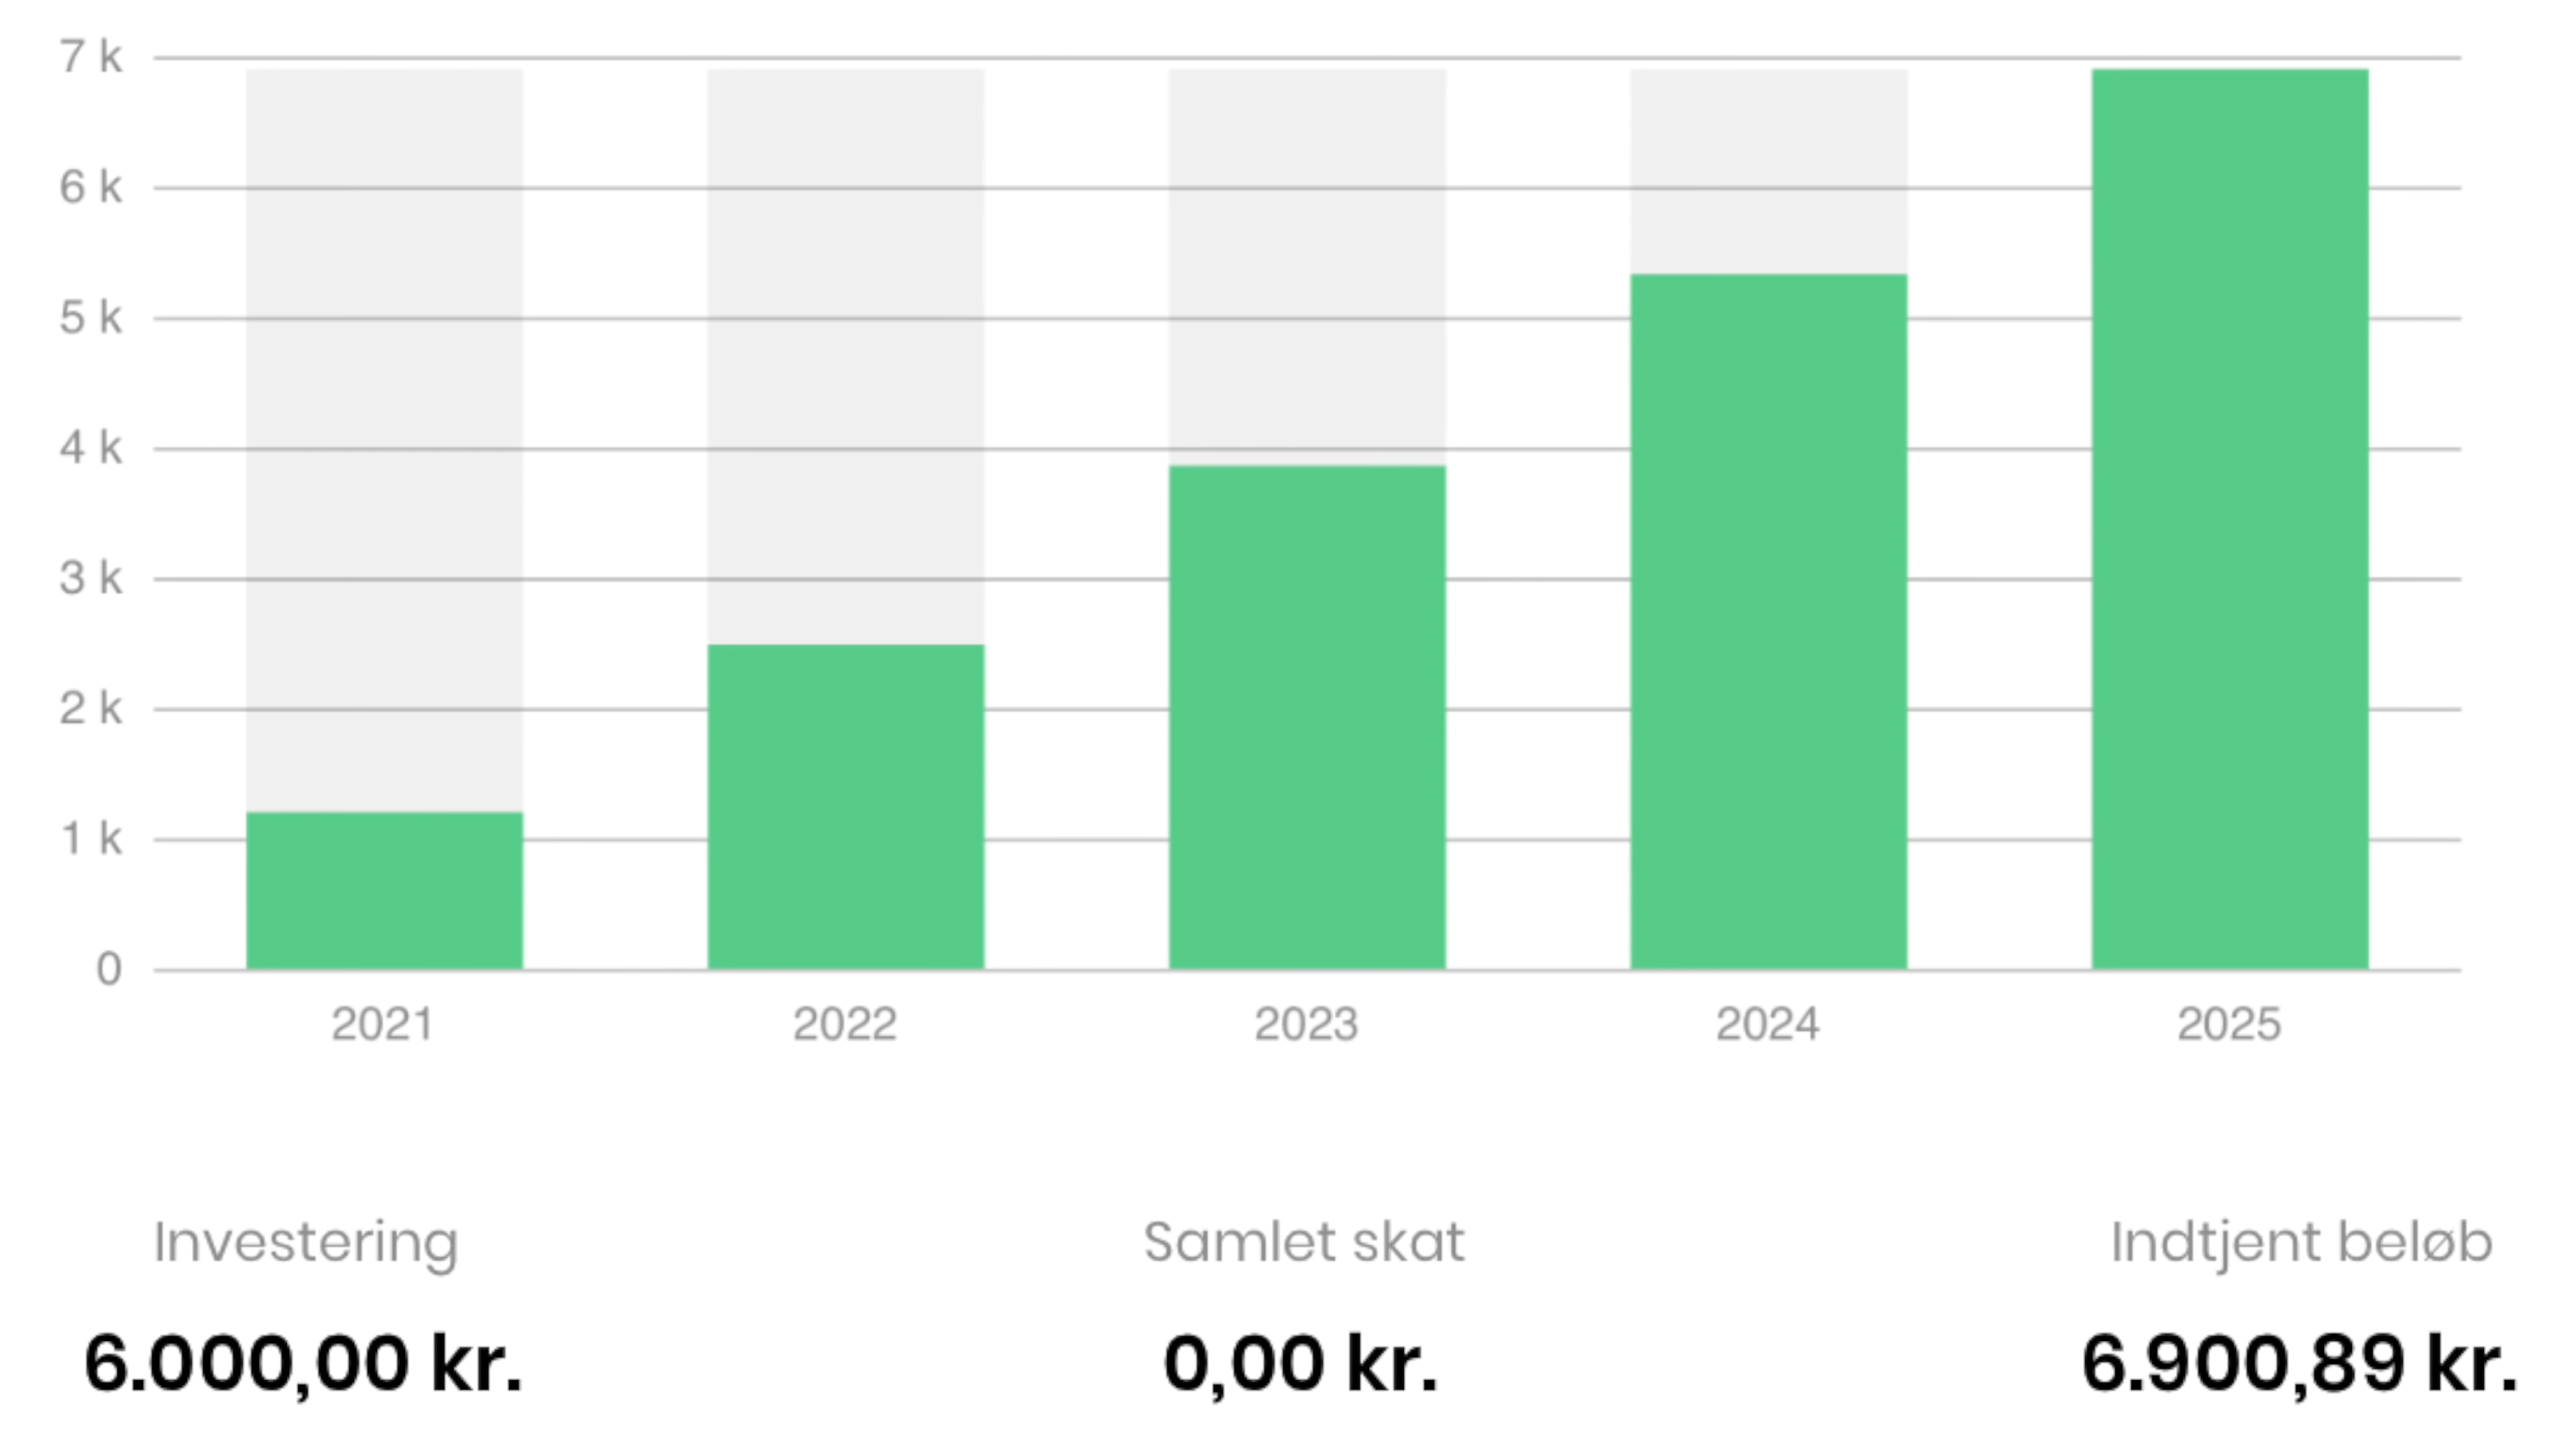 7 k
6 k
5 k
4 k
3 k
2 k
1 k
0
2021 2022 2023 2024 2025
Investering Samlet skat Indtjent beløb
6.000,00 kr. 0,00 kr. 6.900,89 kr.